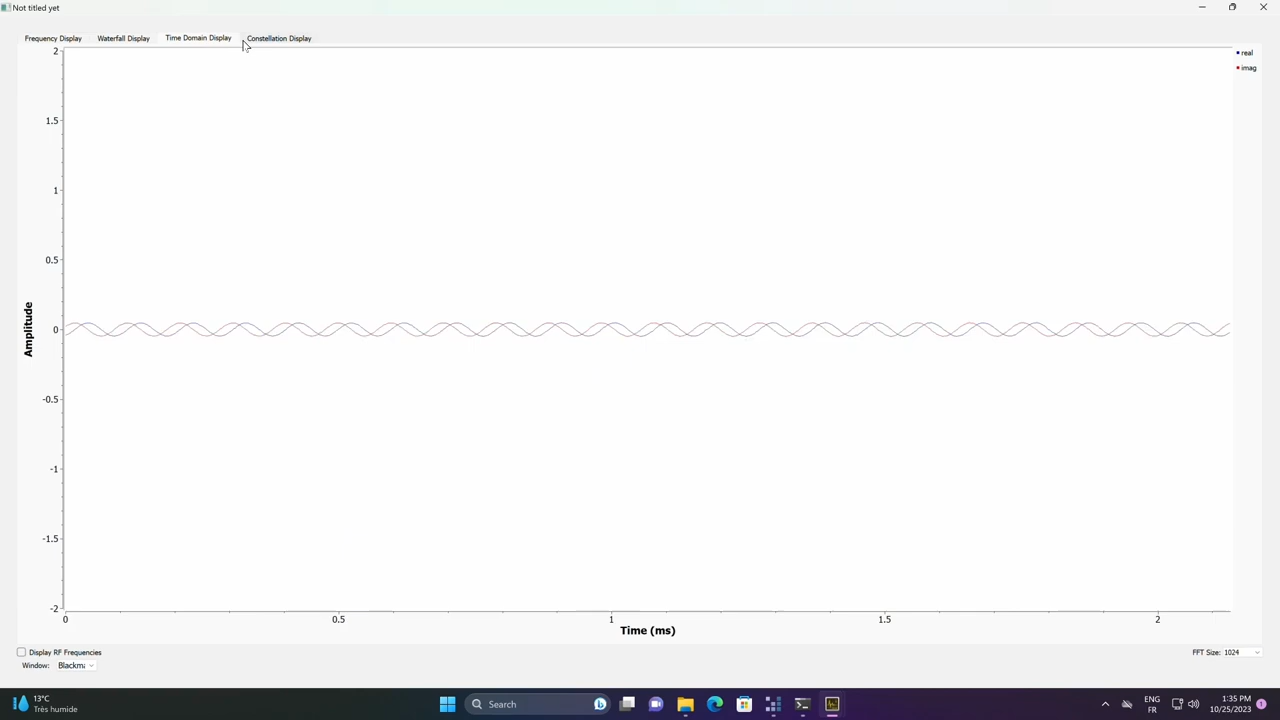 Not titled yet
Frequency Display Waterfall Display Time Domain Display Constellation Display
real
imag
2
1.5
1
0.5
0
-0.5
-1
-1.5
-2
Amplitude
0 0.5 1 1.5 2
Time (ms)
Display RF Frequencies
FFT Size: 1024
Window: Blackma
13°C
Très humide
Search
ENG
FR
1:35 PM
10/25/2023
1